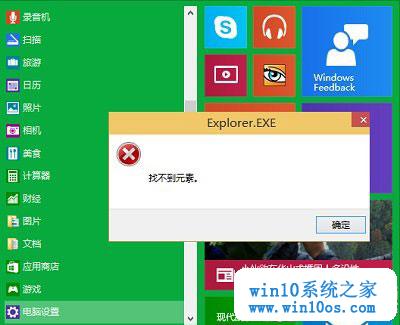 录音机
扫描
旅游
日历
照片
相机
美食
计算器
财经
图片
文档
应用商店
游戏
电脑设置
Windows
Feedback
Explorer.EXE
找不到元素。
确定
现代
win10系统之家
www.win10os.com